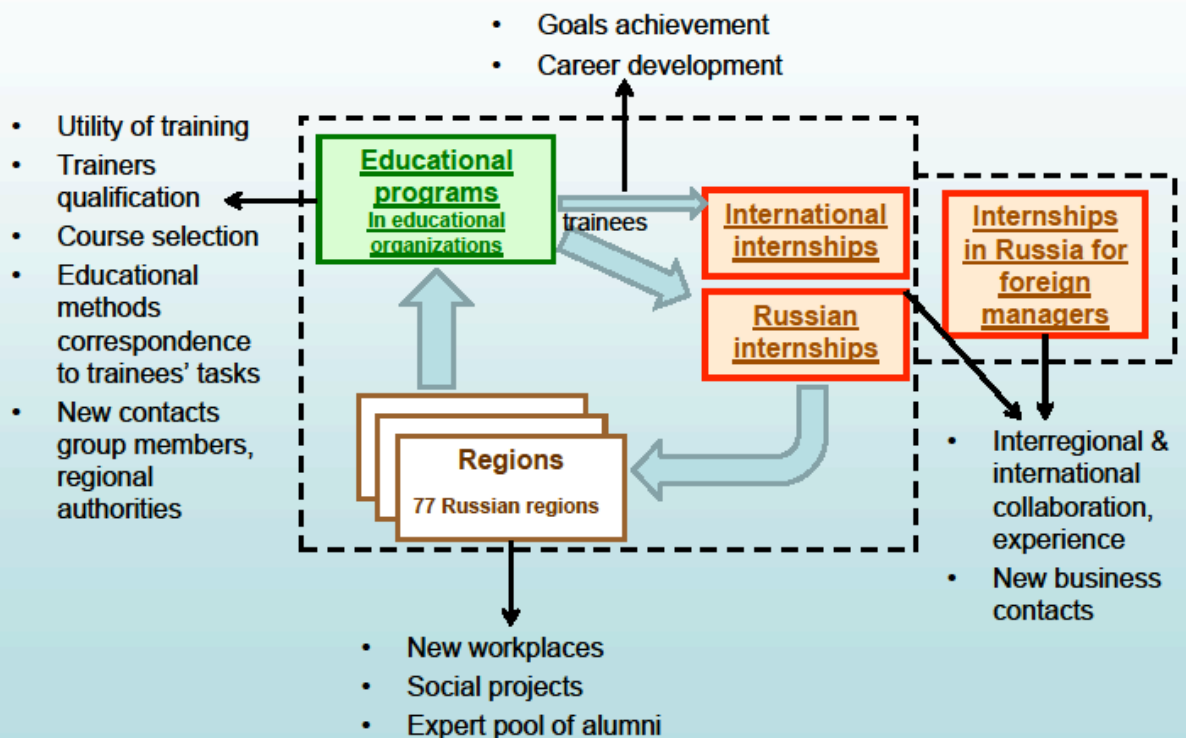 • Goals achievement
• Career development
• Utility of training
• Trainers
qualification
• Course selection
• Educational
methods
correspondence
to trainees’ tasks
• New contacts
group members,
regional
authorities
Educational
programs
In educational
organizations
trainees
International
internships
Russian
internships
Internships
in Russia for
foreign
managers
Regions
77 Russian regions
• Interregional &
international
collaboration,
experience
• New business
contacts
• New workplaces
• Social projects
• Expert pool of alumni